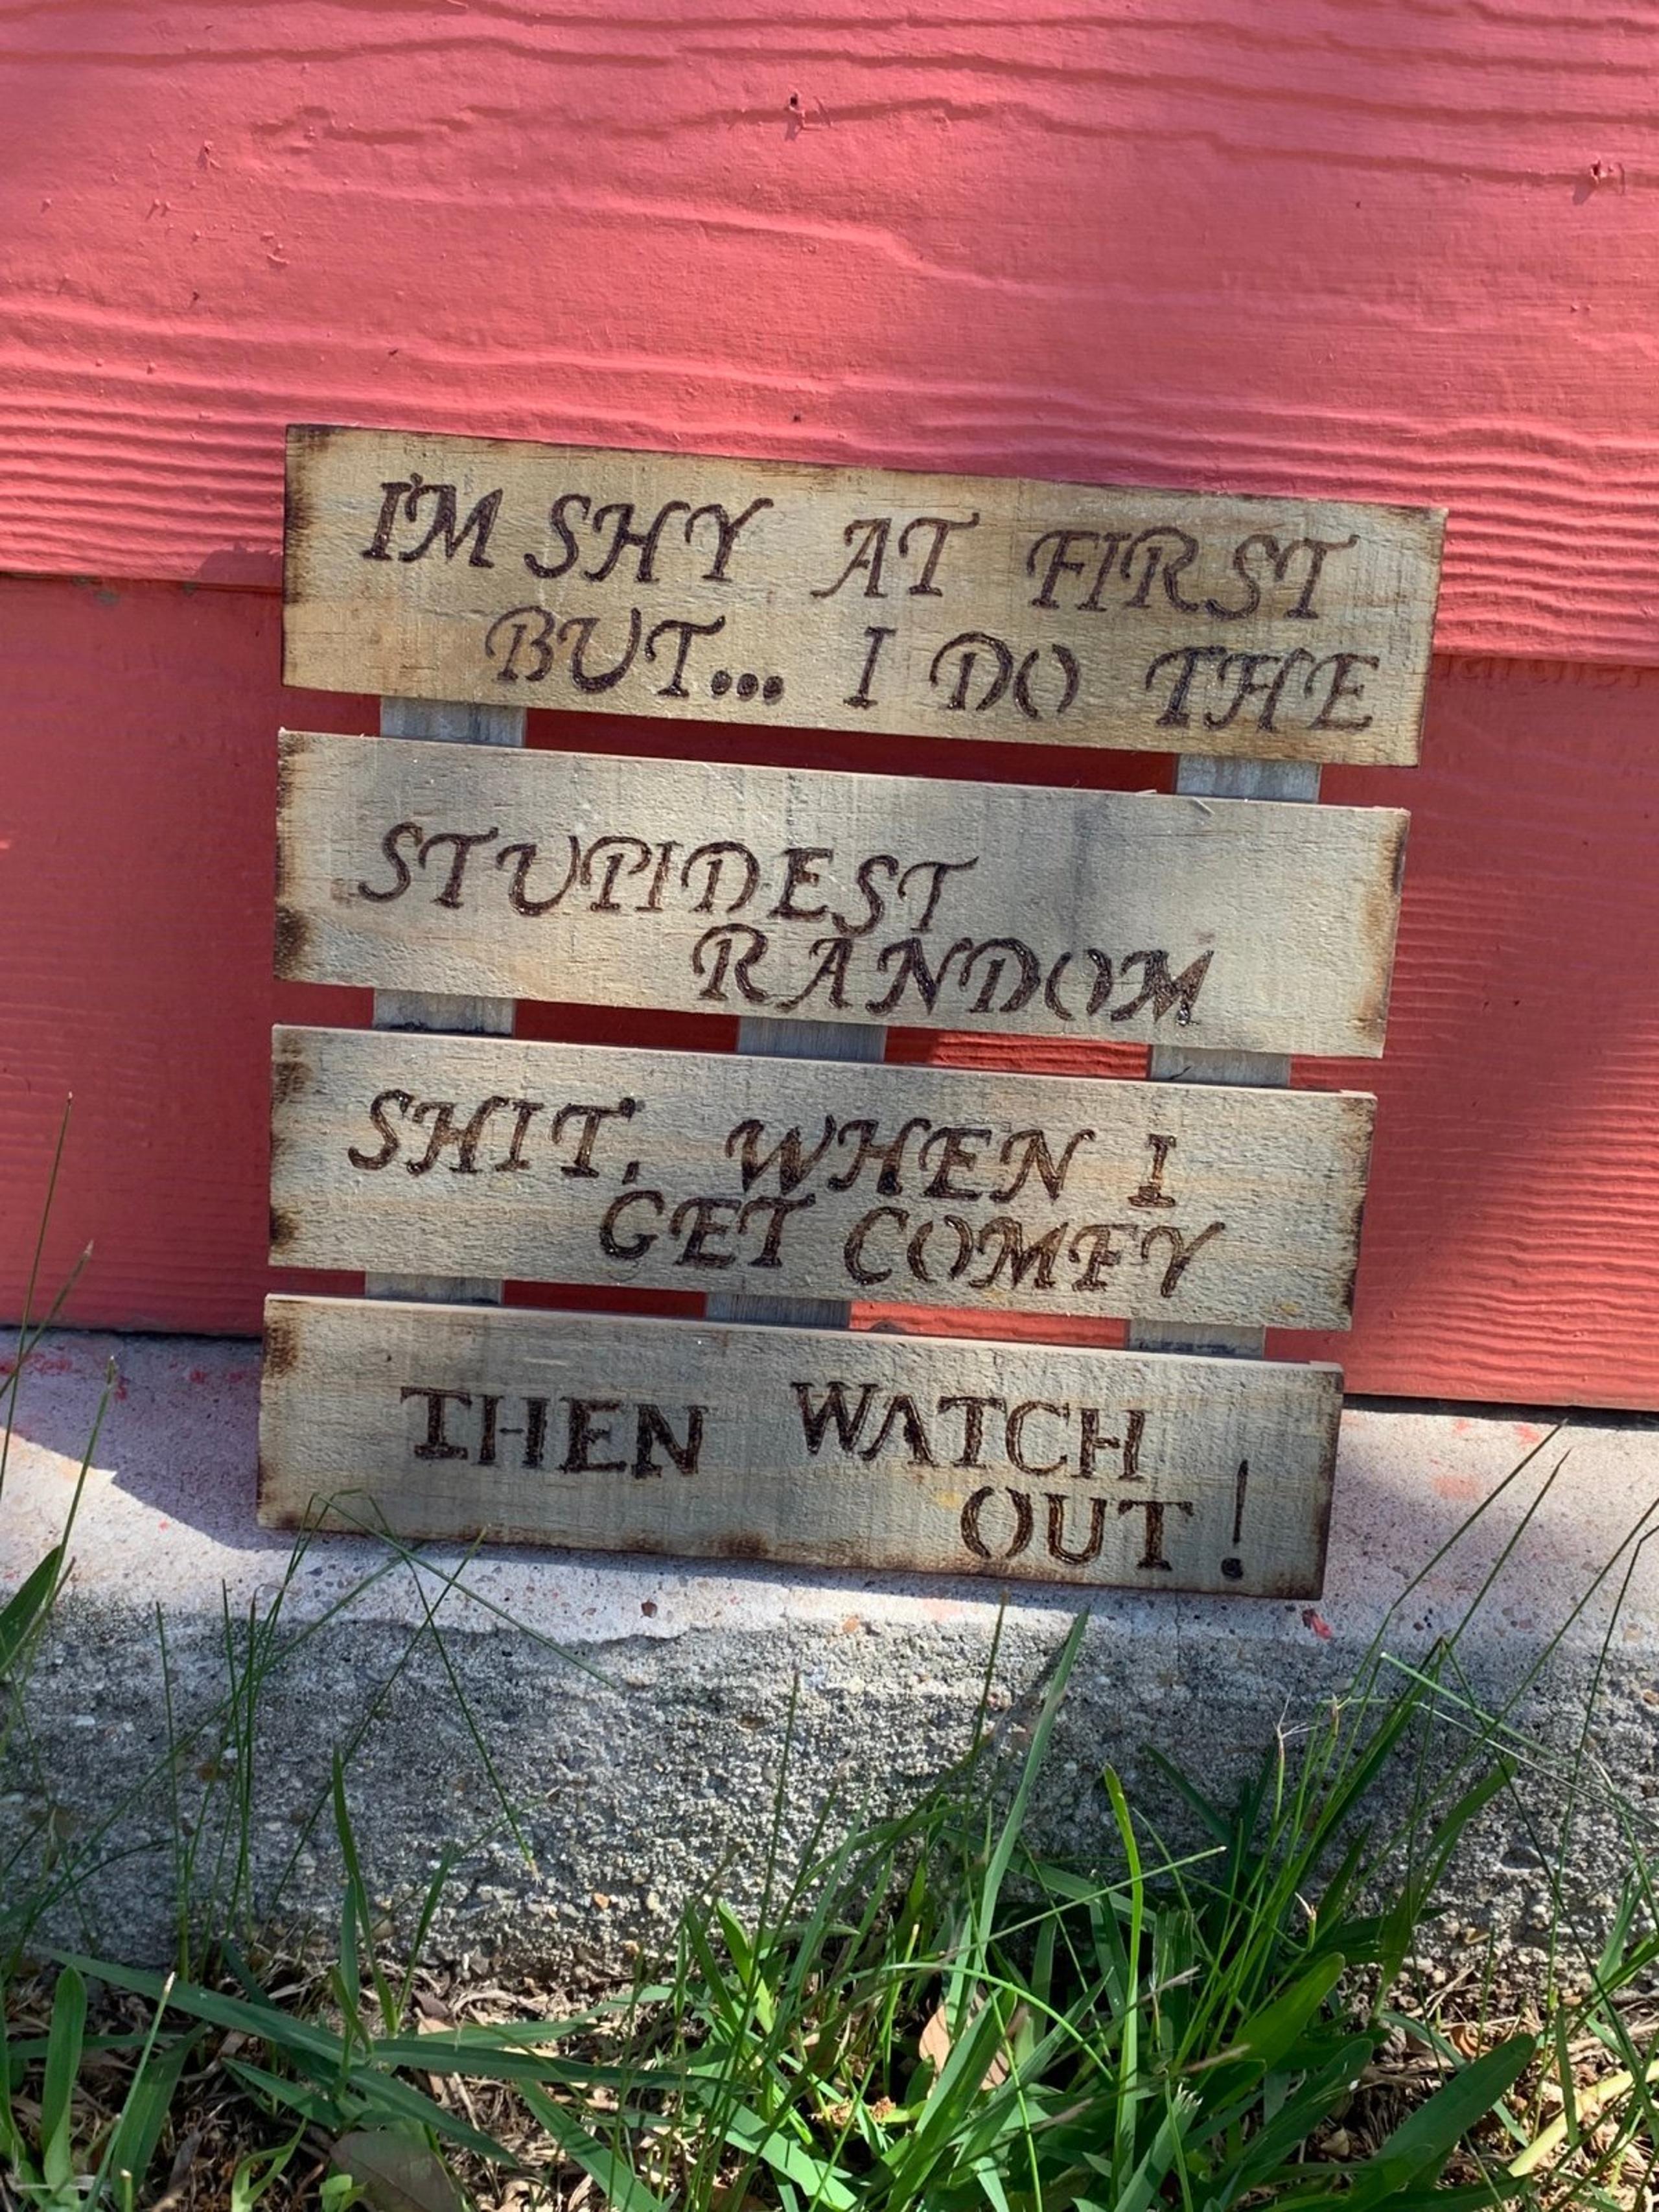 I'M SHY AT FIRST
BUT... I DO THE
STUPIDEST
RANDOM
SHIT, WHEN I
GET COMFY
THEN WATCH
OUT!